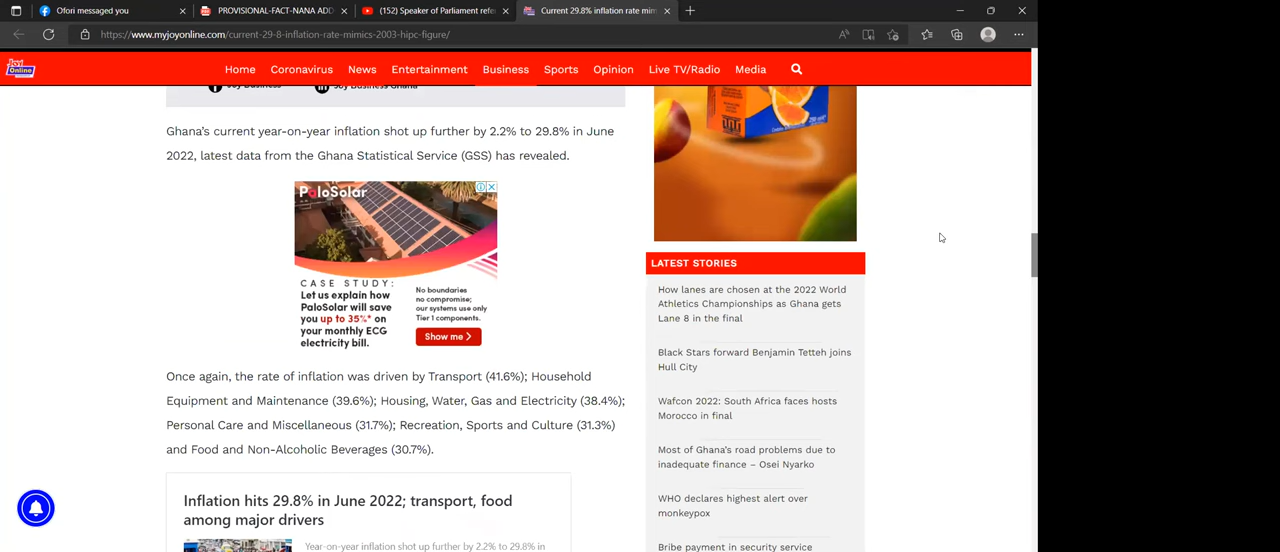 Ofori messaged you
PROVISIONAL-FACT-NANA ADD
(152) Speaker of Parliament refe
Current 29.8% inflation rate mim
https://www.myjoyonline.com/current-29-8-inflation-rate-mimics-2003-hipc-figure/
Joy Online
Home Coronavirus News Entertainment Business Sports Opinion Live TV/Radio Media
Joy Business Joy Business Ghana
Ghana's current year-on-year inflation shot up further by 2.2% to 29.8% in June
2022, latest data from the Ghana Statistical Service (GSS) has revealed.
PaloSolar
CASE STUDY:
Let us explain how
PaloSolar will save
you up to 35%* on
your monthly ECG
electricity bill.
No boundaries
no compromise;
our systems use only
Tier 1 components.
Show me
Once again, the rate of inflation was driven by Transport (41.6%); Household
Equipment and Maintenance (39.6%); Housing, Water, Gas and Electricity (38.4%);
Personal Care and Miscellaneous (31.7%); Recreation, Sports and Culture (31.3%)
and Food and Non-Alcoholic Beverages (30.7%).
Inflation hits 29.8% in June 2022; transport, food
among major drivers
Year-on-year inflation shot up further by 2.2% to 29.8% in
LATEST STORIES
How lanes are chosen at the 2022 World
Athletics Championships as Ghana gets
Lane 8 in the final
Black Stars forward Benjamin Tetteh joins
Hull City
Wafcon 2022: South Africa faces hosts
Morocco in final
Most of Ghana's road problems due to
inadequate finance – Osei Nyarko
WHO declares highest alert over
monkeypox
Bribe payment in security service